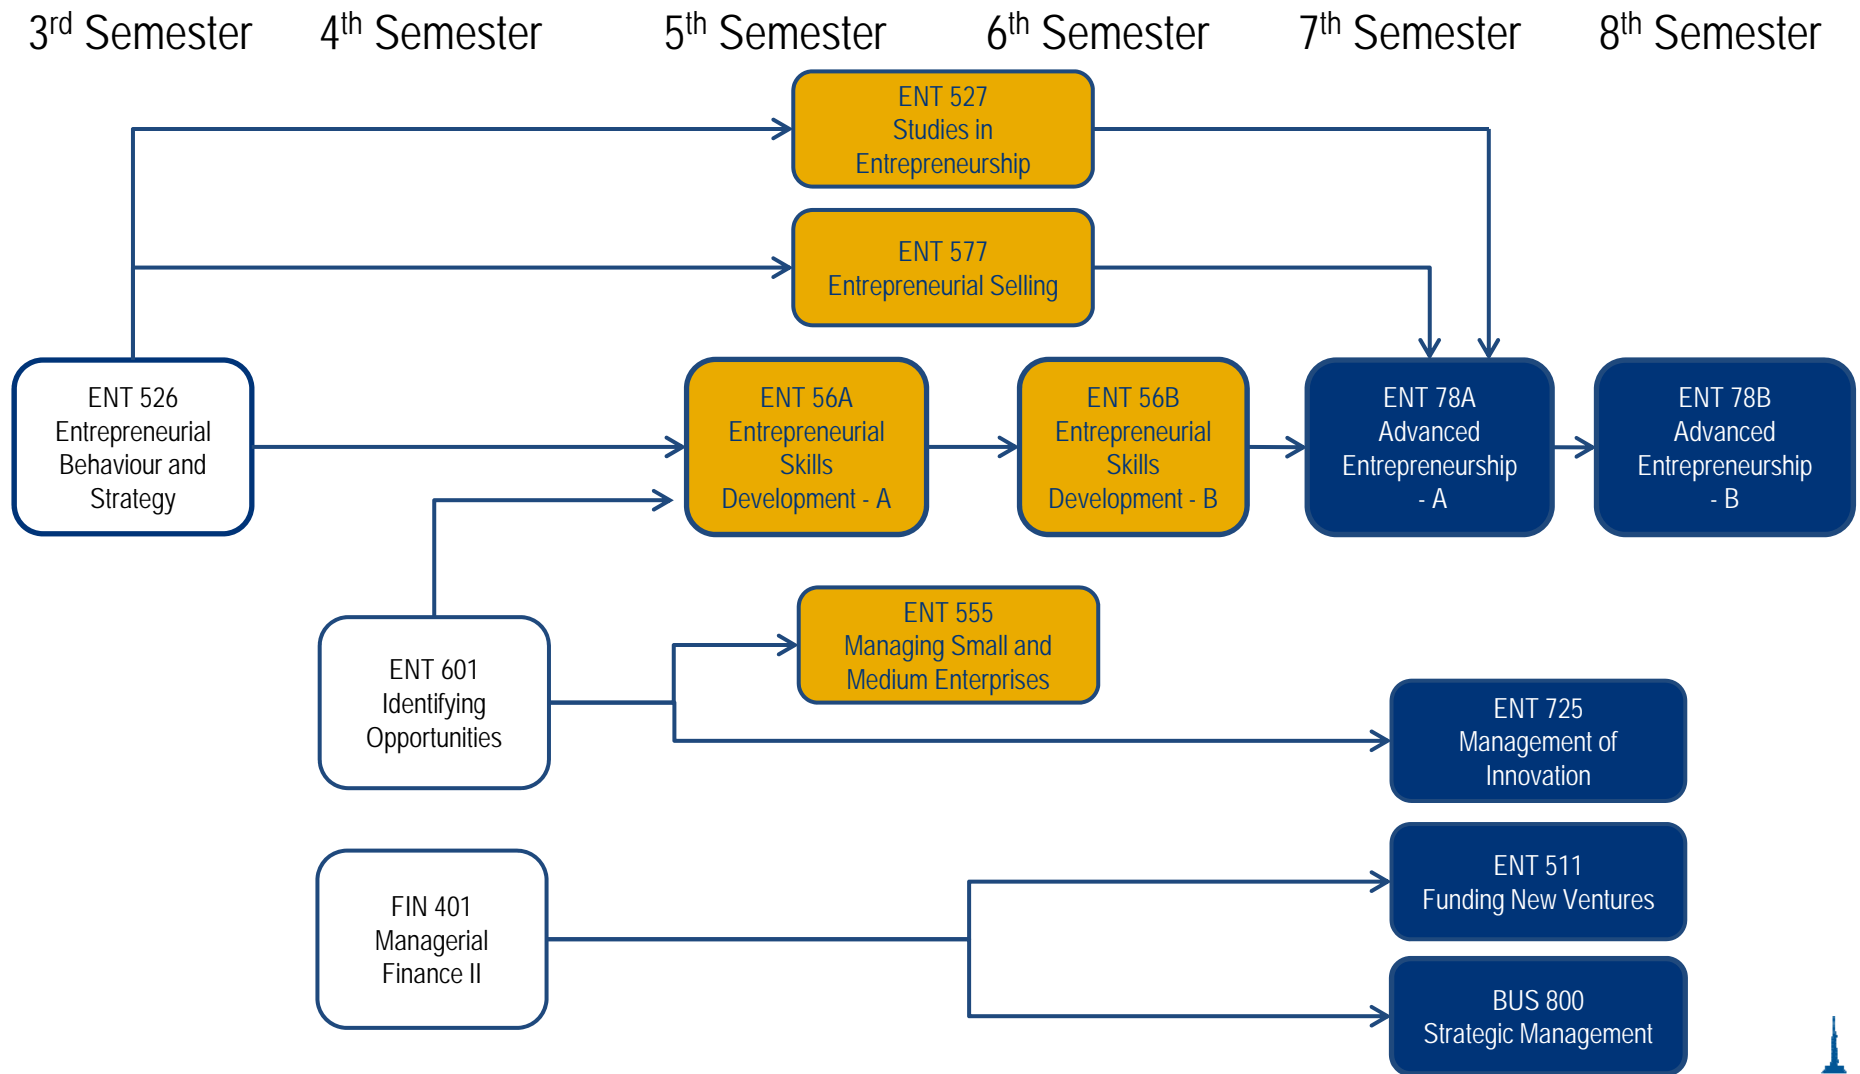 3rd Semester
4th Semester
5th Semester
6th Semester
7th Semester
8th Semester
ENT 527
Studies in
Entrepreneurship
ENT 577
Entrepreneurial Selling
ENT 526
Entrepreneurial
Behaviour and
Strategy
ENT 56A
Entrepreneurial
Skills
Development - A
ENT 56B
Entrepreneurial
Skills
Development - B
ENT 78A
Advanced
Entrepreneurship
- A
ENT 78B
Advanced
Entrepreneurship
- B
ENT 601
Identifying
Opportunities
ENT 555
Managing Small and
Medium Enterprises
ENT 725
Management of
Innovation
FIN 401
Managerial
Finance II
ENT 511
Funding New Ventures
BUS 800
Strategic Management